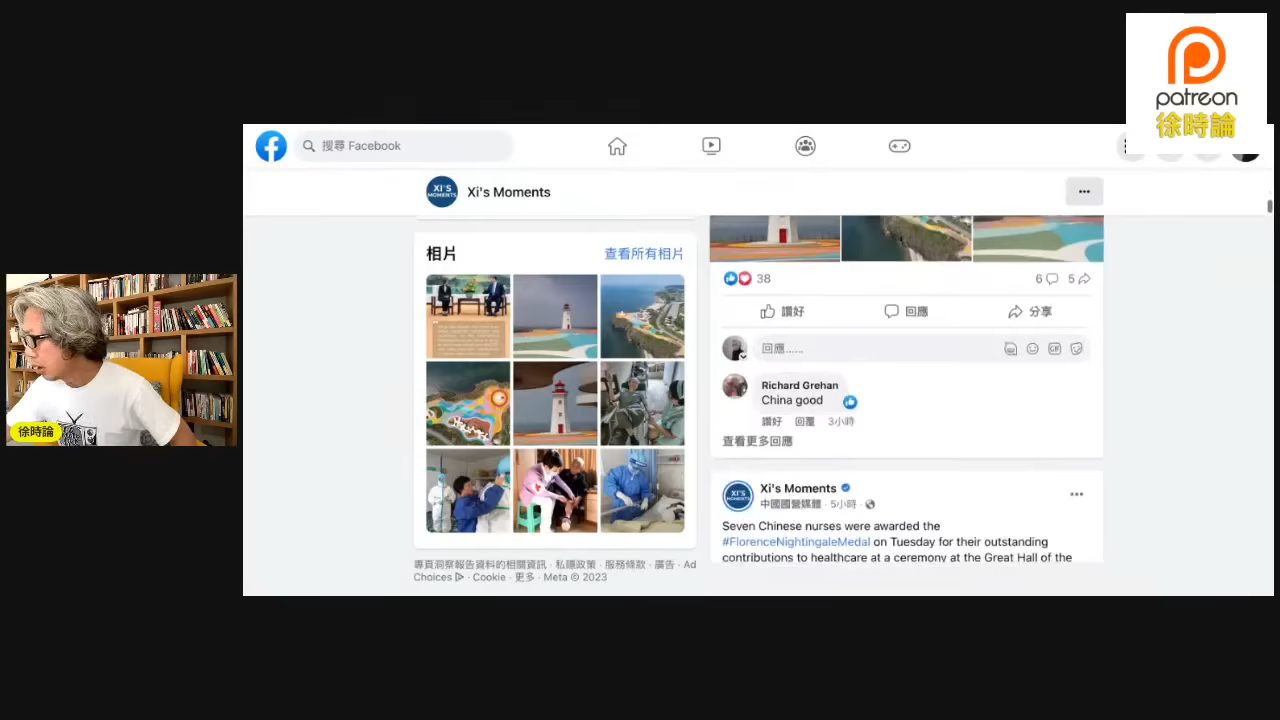 patreon
徐時論
搜尋 Facebook
XI'S MOMENTS
Xi's Moments
相片
查看所有相片
38
6
5
讚好
回應
分享
回應......
Richard Grehan
China good
讚好 回覆 3小時
查看更多回應
徐時論
XI'S MOMENTS
Xi's Moments
中國國營媒體 · 5小時 ·
Seven Chinese nurses were awarded the
#FlorenceNightingaleMedal on Tuesday for their outstanding
contributions to healthcare at a ceremony at the Great Hall of the
專頁洞察報告資料的相關資訊 · 私隱政策 · 服務條款 · 廣告 · Ad
Choices · Cookie · 更多 · Meta © 2023